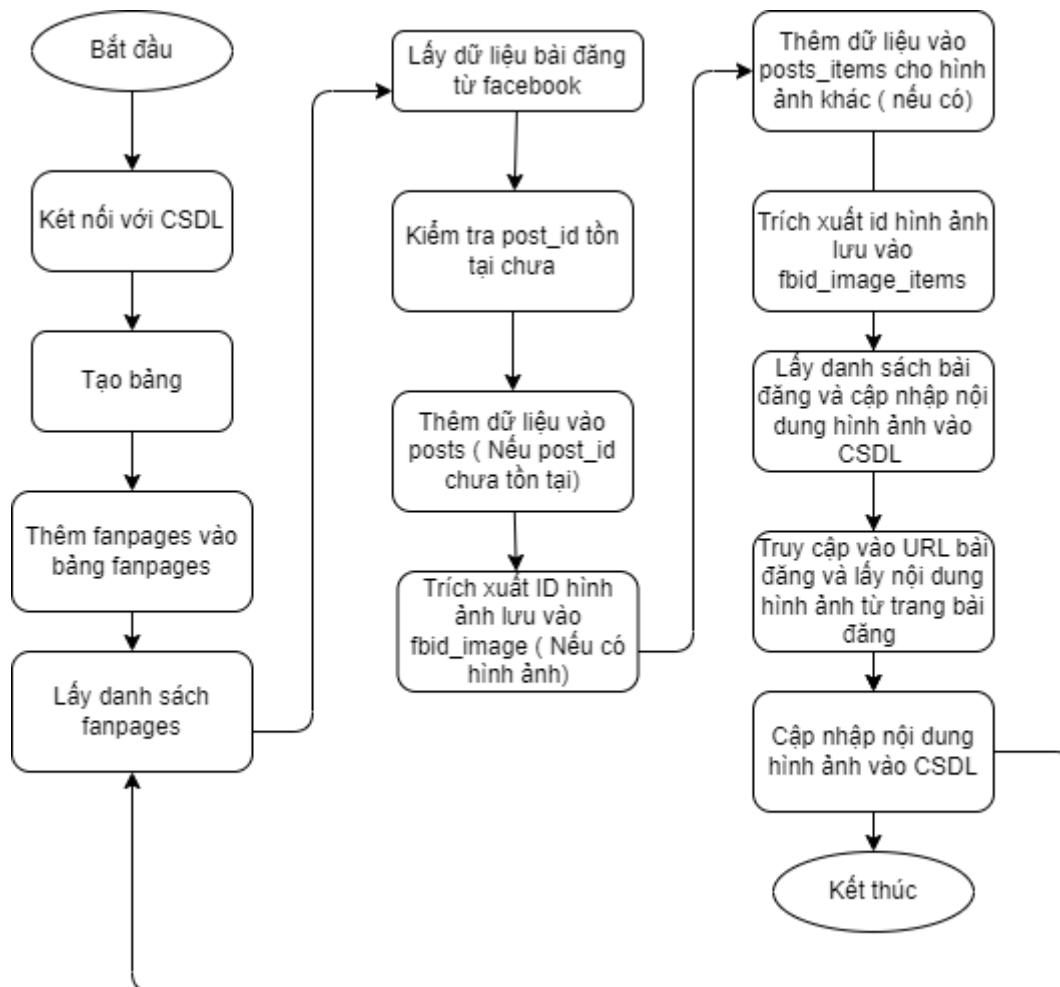 Bắt đầu
Két nối với CSDL
Tạo bảng
Thêm fanpages vào
bảng fanpages
Lấy danh sách
fanpages
Lấy dữ liệu bài đăng
từ facebook
Kiểm tra post_id tồn
tại chưa
Thêm dữ liệu vào
posts ( Nếu post_id
chưa tồn tại)
Trích xuất ID hình
ảnh lưu vào
fbid_image ( Nếu có
hình ảnh)
Thêm dữ liệu vào
posts_items cho hình
ảnh khác ( nếu có)
Trích xuất id hình ảnh
lưu vào
fbid_image_items
Lấy danh sách bài
đăng và cập nhập nội
dung hình ảnh vào
CSDL
Truy cập vào URL bài
đăng và lấy nội dung
hình ảnh từ trang bài
đăng
Cập nhập nội dung
hình ảnh vào CSDL
Kết thúc